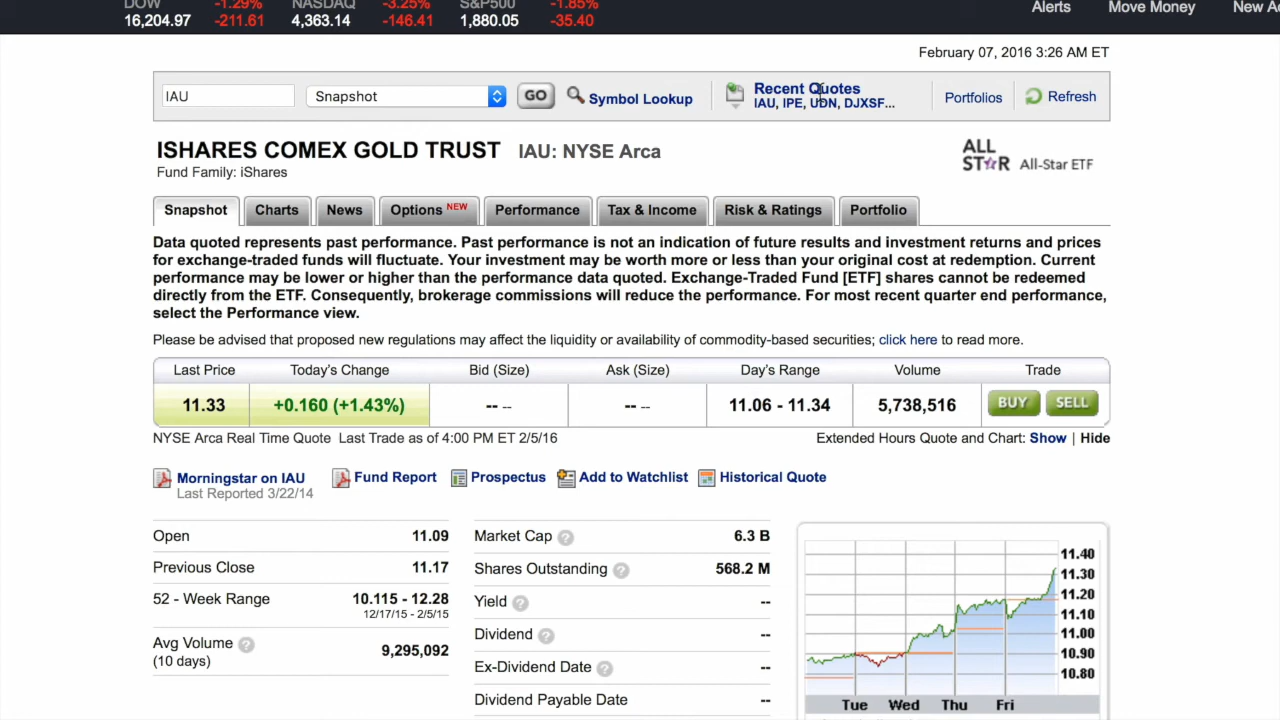 DOW -1.29% NASDAQ -3.25% S&P500 -1.85%
16,204.97 -211.61 4,363.14 -146.41 1,880.05 -35.40
Alerts Move Money
February 07, 2016 3:26 AM ET
IAU Snapshot GO Symbol Lookup Recent Quotes Portfolios Refresh
IAU, IPE, UDN, DJXSF...
ISHARES COMEX GOLD TRUST IAU: NYSE Arca
Fund Family: iShares
ALL STAR All-Star ETF
Snapshot Charts News Options NEW Performance Tax & Income Risk & Ratings Portfolio
Data quoted represents past performance. Past performance is not an indication of future results and investment returns and prices
for exchange-traded funds will fluctuate. Your investment may be worth more or less than your original cost at redemption. Current
performance may be lower or higher than the performance data quoted. Exchange-Traded Fund [ETF] shares cannot be redeemed
directly from the ETF. Consequently, brokerage commissions will reduce the performance. For most recent quarter end performance,
select the Performance view.
Please be advised that proposed new regulations may affect the liquidity or availability of commodity-based securities; click here to read more.
Last Price Today's Change Bid (Size) Ask (Size) Day's Range Volume Trade
11.33 +0.160 (+1.43%) -- -- -- -- 11.06 - 11.34 5,738,516 BUY SELL
NYSE Arca Real Time Quote Last Trade as of 4:00 PM ET 2/5/16 Extended Hours Quote and Chart: Show | Hide
Morningstar on IAU Fund Report Prospectus Add to Watchlist Historical Quote
Last Reported 3/22/14
Open 11.09
Previous Close 11.17
52 - Week Range 10.115 - 12.28
12/17/15 - 2/5/15
Avg Volume 9,295,092
(10 days)
Market Cap ? 6.3 B
Shares Outstanding ? 568.2 M
Yield ? --
Dividend ? --
Ex-Dividend Date ? --
Dividend Payable Date --
11.40
11.30
11.20
11.10
11.00
10.90
10.80
Tue Wed Thu Fri